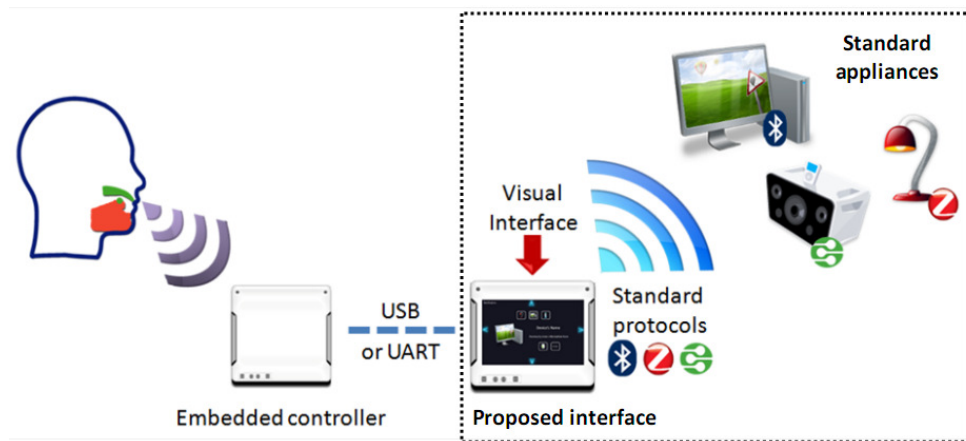 Standard
appliances
Visual
Interface
USB
or UART
Standard
protocols
Embedded controller
Proposed interface